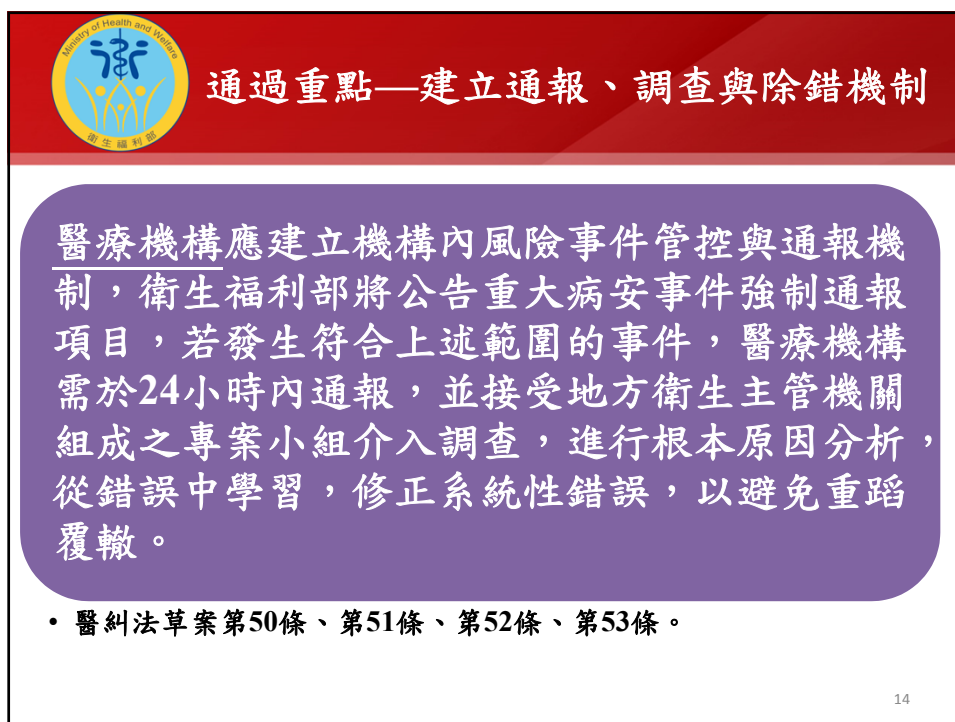 Ministry of Health and Welfare
衛生福利部
通過重點—建立通報、調查與除錯機制
醫療機構應建立機構內風險事件管控與通報機
制，衛生福利部將公告重大病安事件強制通報
項目，若發生符合上述範圍的事件，醫療機構
需於24小時內通報，並接受地方衛生主管機關
組成之專案小組介入調查，進行根本原因分析，
從錯誤中學習，修正系統性錯誤，以避免重蹈
覆轍。
• 醫糾法草案第50條、第51條、第52條、第53條。
14